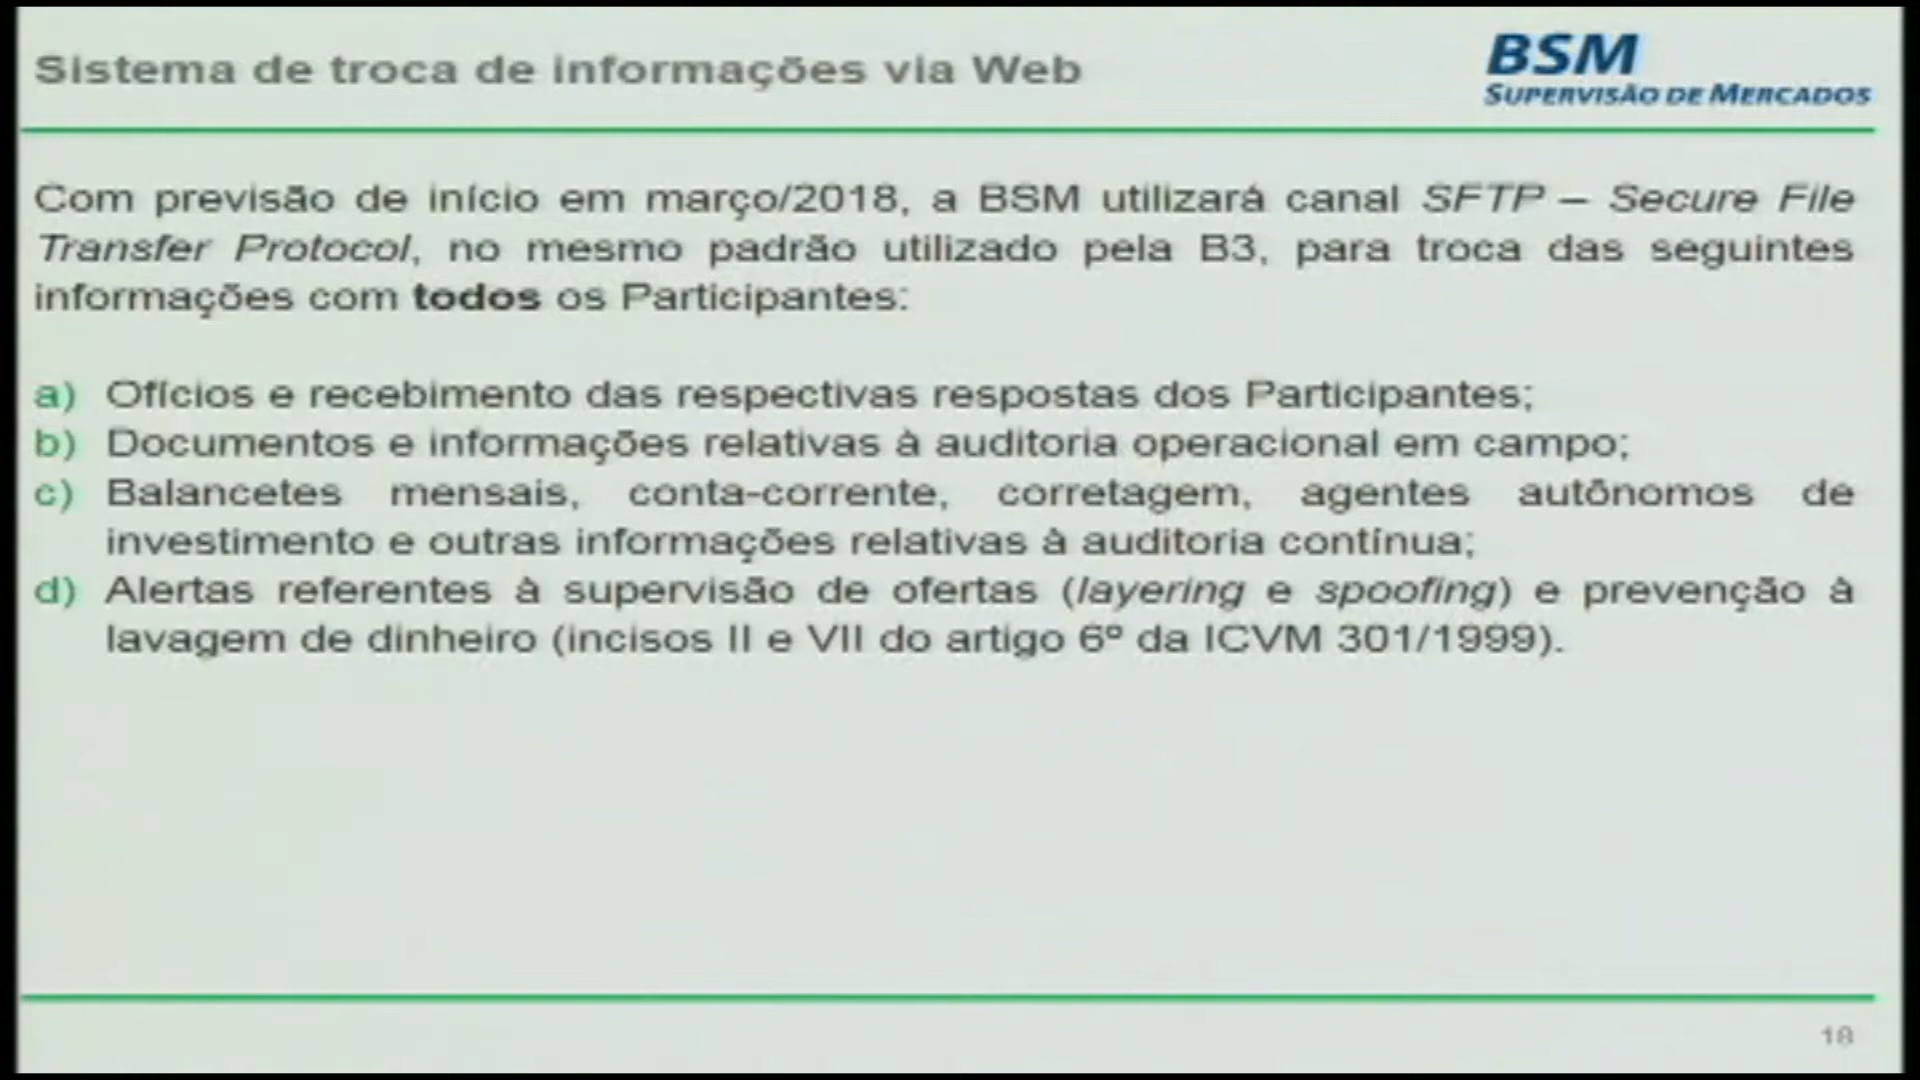 Sistema de troca de informações via Web
BSM
SUPERVISÃO DE MERCADOS
Com previsão de início em março/2018, a BSM utilizará canal SFTP – Secure File
Transfer Protocol, no mesmo padrão utilizado pela B3, para troca das seguintes
informações com todos os Participantes:
a) Ofícios e recebimento das respectivas respostas dos Participantes;
b) Documentos e informações relativas à auditoria operacional em campo;
c) Balancetes mensais, conta-corrente, corretagem, agentes autônomos de
investimento e outras informações relativas à auditoria contínua;
d) Alertas referentes à supervisão de ofertas (layering e spoofing) e prevenção à
lavagem de dinheiro (incisos II e VII do artigo 6º da ICVM 301/1999).
18